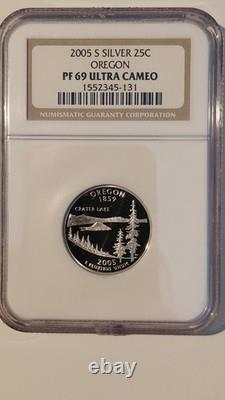 2005 S SILVER 25C
OREGON
PF 69 ULTRA CAMEO
1552345-131
NUMISMATIC GUARANTY CORPORATION
OREGON
1859
CRATER LAKE
2005
E PLURIBUS UNUM
© ebay